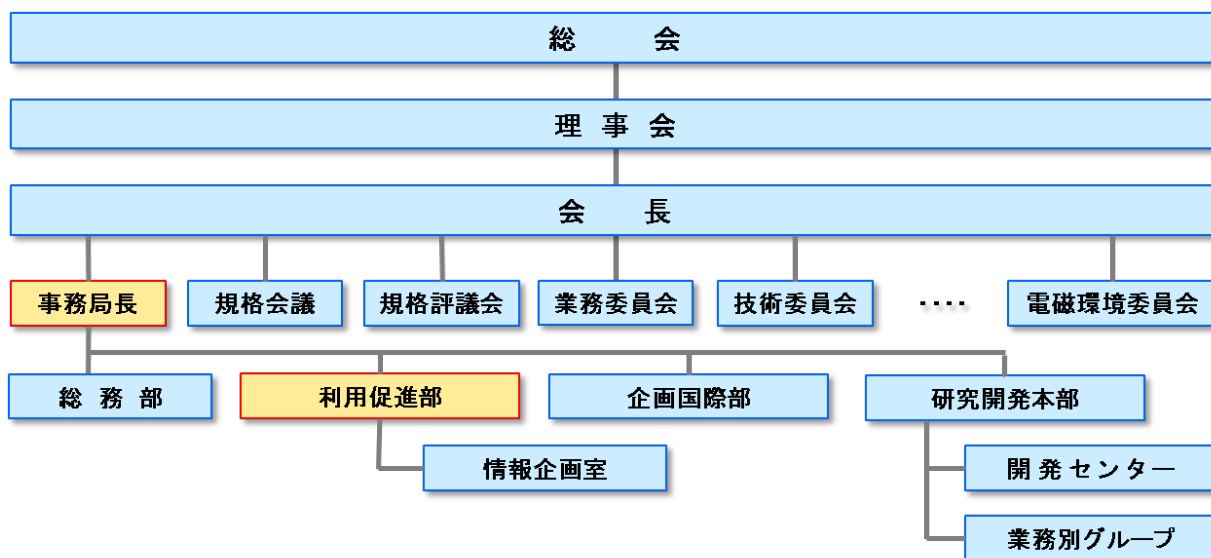 総　会
理 事 会
会　長
事務局長
規格会議
規格評議会
業務委員会
技術委員会
‥‥
電磁環境委員会
総 務 部
利用促進部
企画国際部
研究開発本部
情報企画室
開発センター
業務別グループ